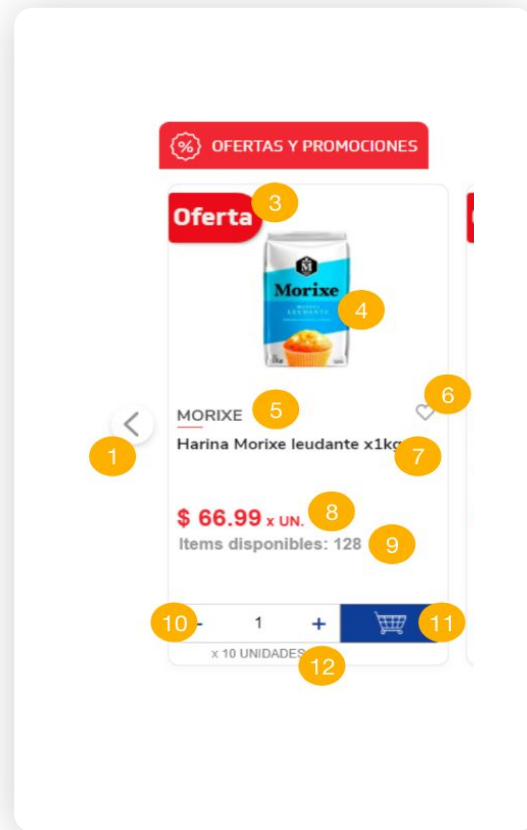 % OFERTAS Y PROMOCIONES
Oferta 3
M
Morixe
LEUDANTE
4
6
MORIXE 5
1
Harina Morixe leudante x1kg 7
$ 66.99 x UN. 8
Items disponibles: 128 9
10 - 1 + 11
x 10 UNIDADES 12